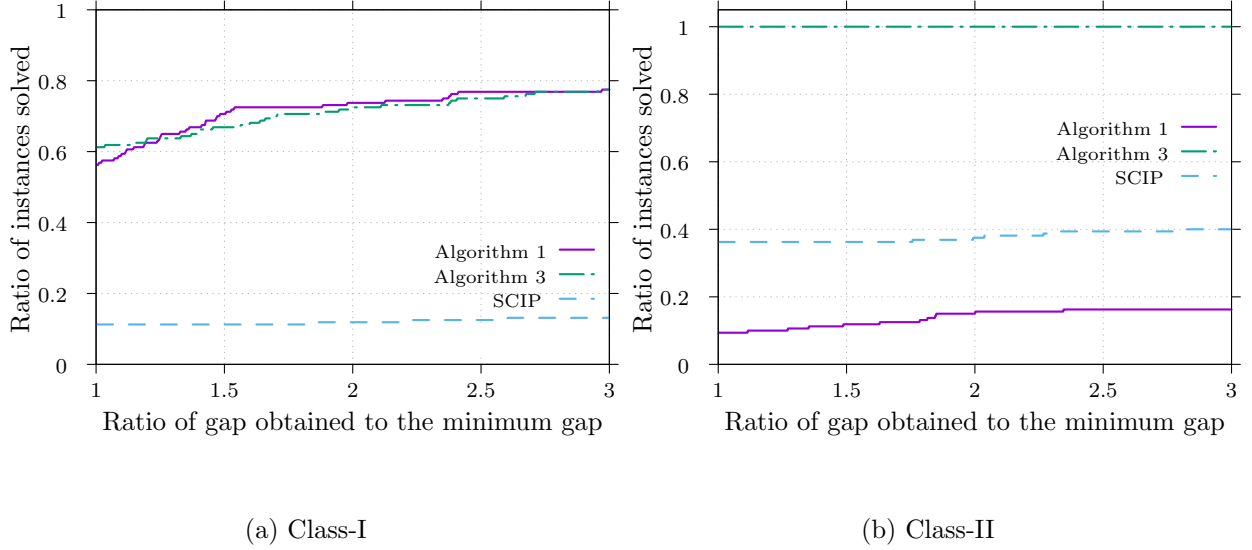 Ratio of instances solved
1
0.8
0.6
0.4
0.2
0
1
1.5
2
2.5
3
Algorithm 1
Algorithm 3
SCIP
Ratio of gap obtained to the minimum gap
(a) Class-I
Ratio of instances solved
1
0.8
0.6
0.4
0.2
0
1
1.5
2
2.5
3
Algorithm 1
Algorithm 3
SCIP
Ratio of gap obtained to the minimum gap
(b) Class-II